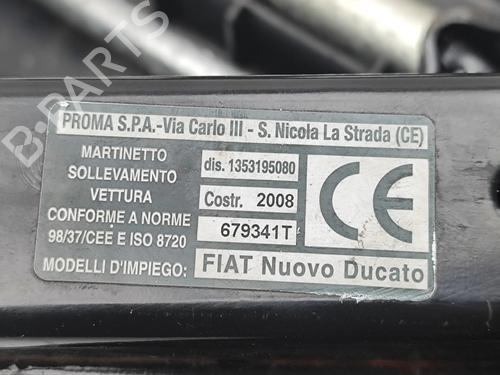 PROMA S.P.A.-Via Carlo III - S. Nicola La Strada (CE)
MARTINETTO
SOLLEVAMENTO
VETTURA
CONFORME A NORME
98/37/CEE E ISO 8720
dis. 1353195080
Costr. 2008
679341T
CE
MODELLI D'IMPIEGO: FIAT Nuovo Ducato
B-PARTS